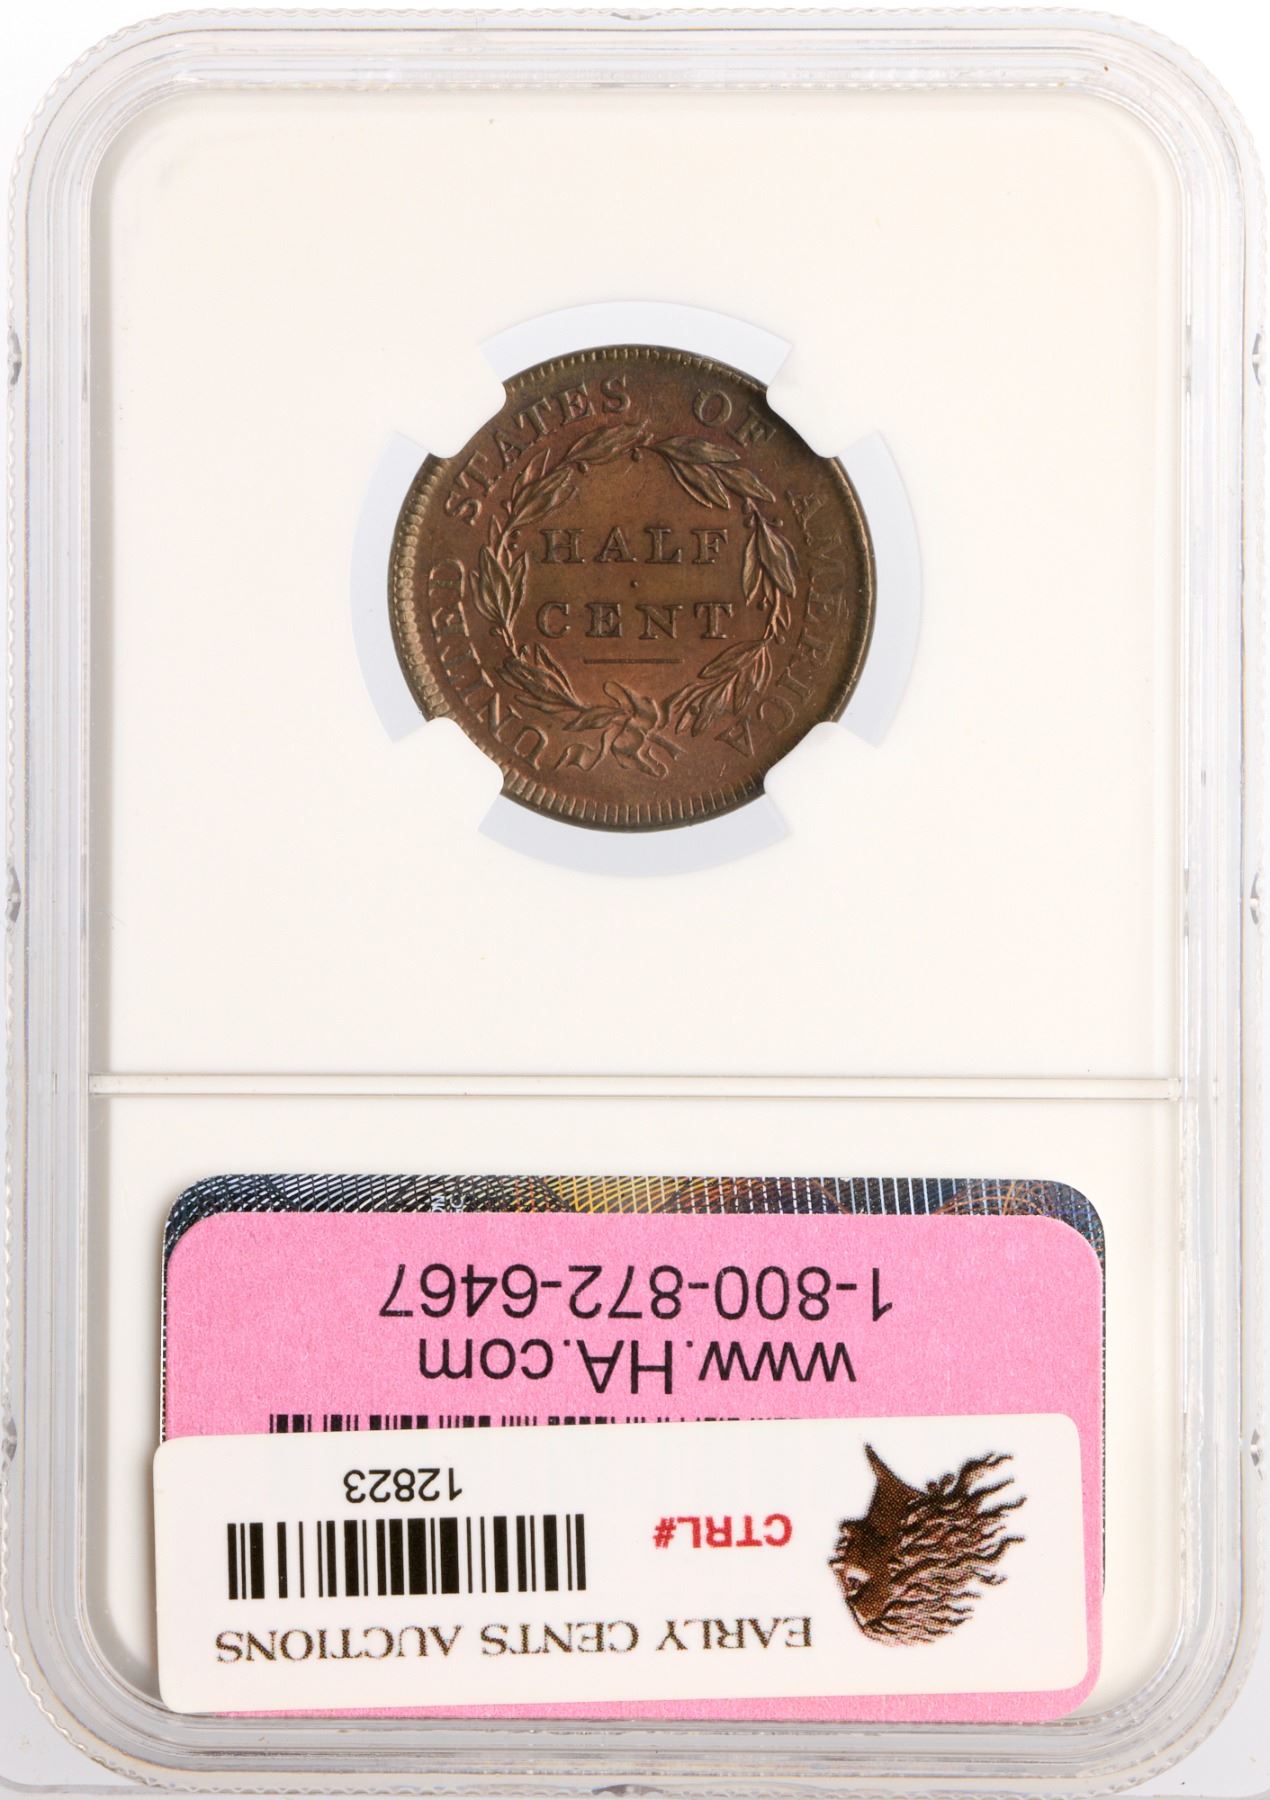 UNITED STATES OF AMERICA
HALF
CENT
1-800-872-6467
www.HA.com
EARLY CENTS AUCTIONS
CTRL#
12823